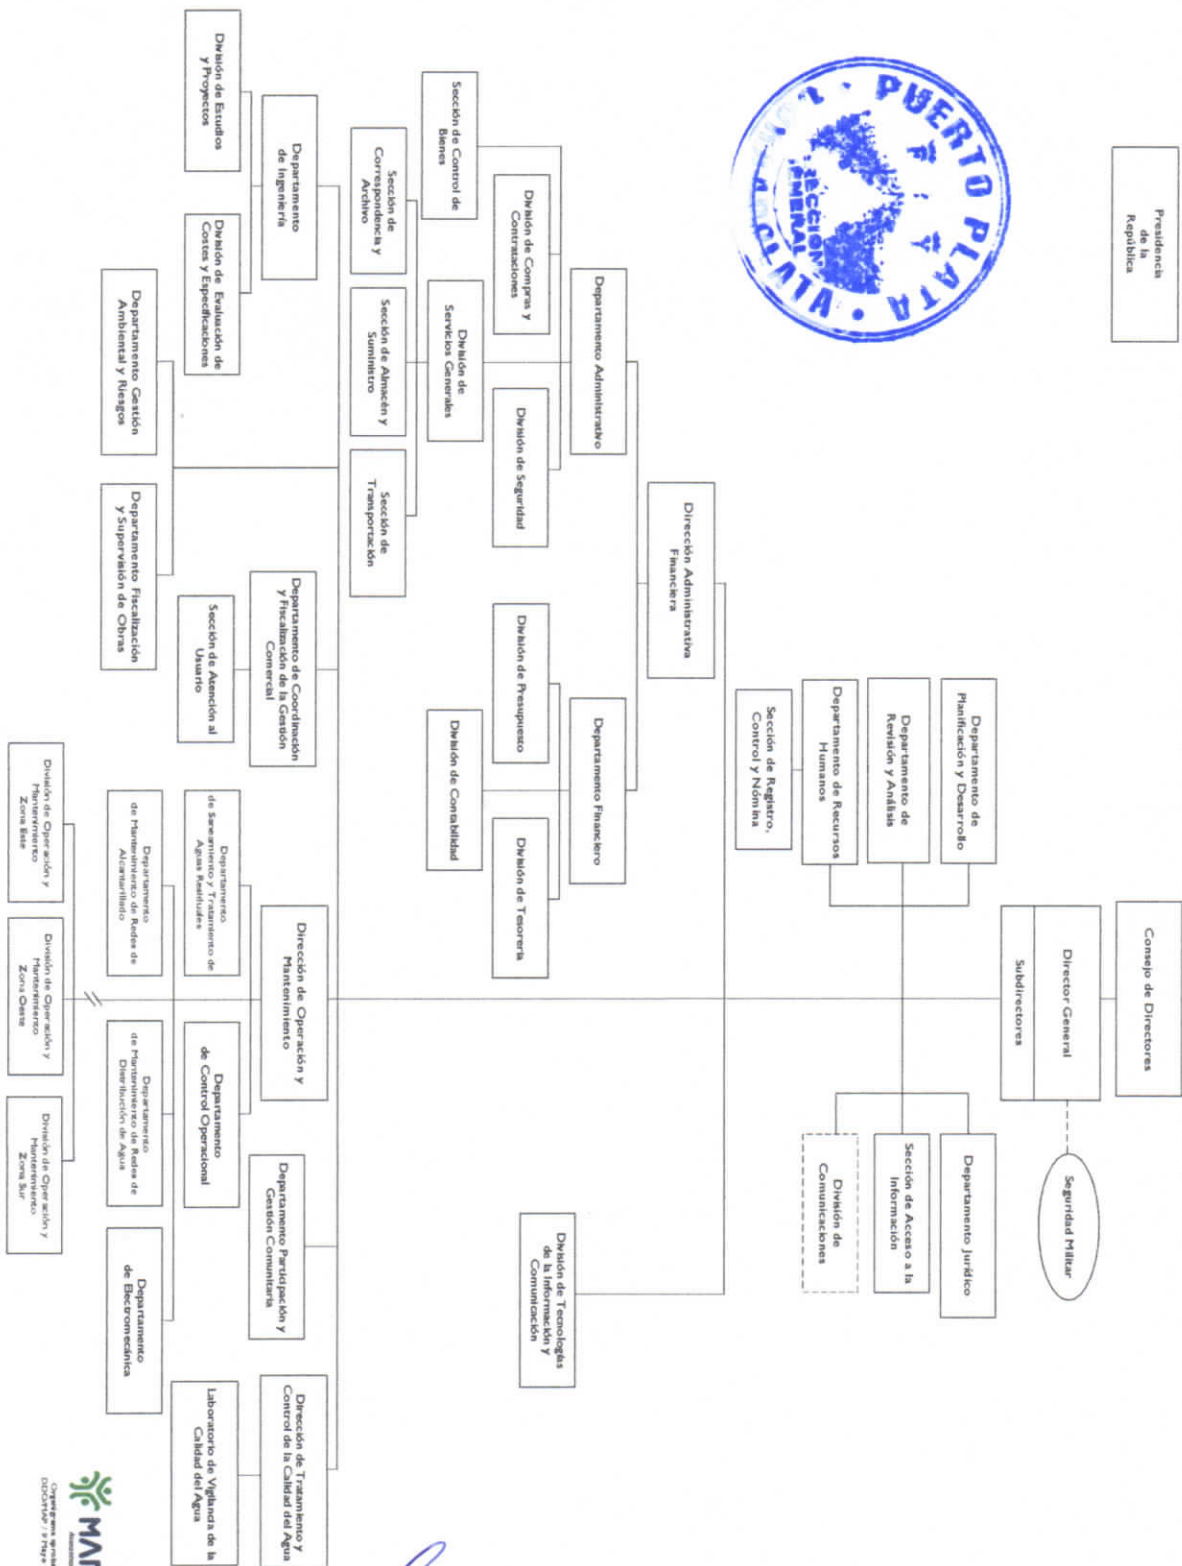 Presidencia
de la
República
Consejo de Directores
Director General
Subdirectores
Seguridad Militar
PUERTO PLATA
Departamento de
Planificación y Desarrollo
Departamento de
Revisión y Análisis
Departamento de Recursos
Humanos
Sección de Registro,
Control y Nómina
Departamento Jurídico
Sección de Acceso a la
Información
División de
Comunicaciones
Dirección Administrativa
Financiera
Departamento Administrativo
Departamento Financiero
División de Tecnologías
de la Información y
Comunicación
División de Compras y
Contrataciones
División de Seguridad
División de Presupuesto
División de Tesorería
Sección de Control de
Bienes
División de
Servicios Generales
División de Contabilidad
Sección de
Correspondencia y
Archivo
Sección de Almacén y
Suministro
Sección de
Transportación
Departamento
de Ingeniería
Departamento de Coordinación
y Fiscalización de la Gestión
Comercial
Dirección de Operación y
Mantenimiento
Departamento Participación y
Gestión Comunitaria
Dirección de Tratamiento y
Control de la Calidad del Agua
División de Estudios
y Proyectos
División de Evaluación de
Costes y Especificaciones
Sección de Atención al
Usuario
Departamento
de Saneamiento y Tratamiento de
Aguas Residuales
Departamento
de Control Operacional
Laboratorio de Vigilancia de la
Calidad del Agua
Departamento Gestión
Ambiental y Riesgos
Departamento Fiscalización
y Supervisión de Obras
Departamento
de Mantenimiento de Redes de
Alcantarillado
Departamento
de Mantenimiento de Redes de
Distribución de Agua
Departamento
de Electromecánica
División de Operación y
Mantenimiento
Zona Este
División de Operación y
Mantenimiento
Zona Oeste
División de Operación y
Mantenimiento
Zona Sur
Organigrama
DDO/MAP / 9 Mayo